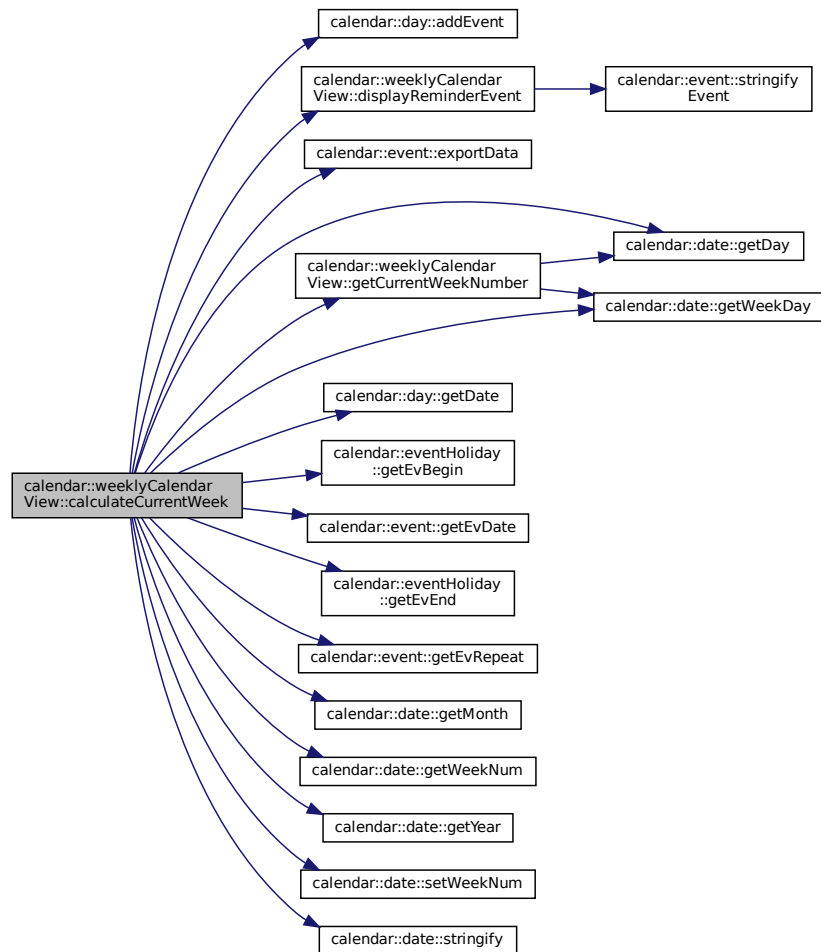 calendar::day::addEvent
calendar::weeklyCalendar
View::displayReminderEvent
calendar::event::stringify
Event
calendar::event::exportData
calendar::date::getDay
calendar::weeklyCalendar
View::getCurrentWeekNumber
calendar::date::getWeekDay
calendar::day::getDate
calendar::eventHoliday
::getEvBegin
calendar::weeklyCalendar
View::calculateCurrentWeek
calendar::event::getEvDate
calendar::eventHoliday
::getEvEnd
calendar::event::getEvRepeat
calendar::date::getMonth
calendar::date::getWeekNum
calendar::date::getYear
calendar::date::setWeekNum
calendar::date::stringify